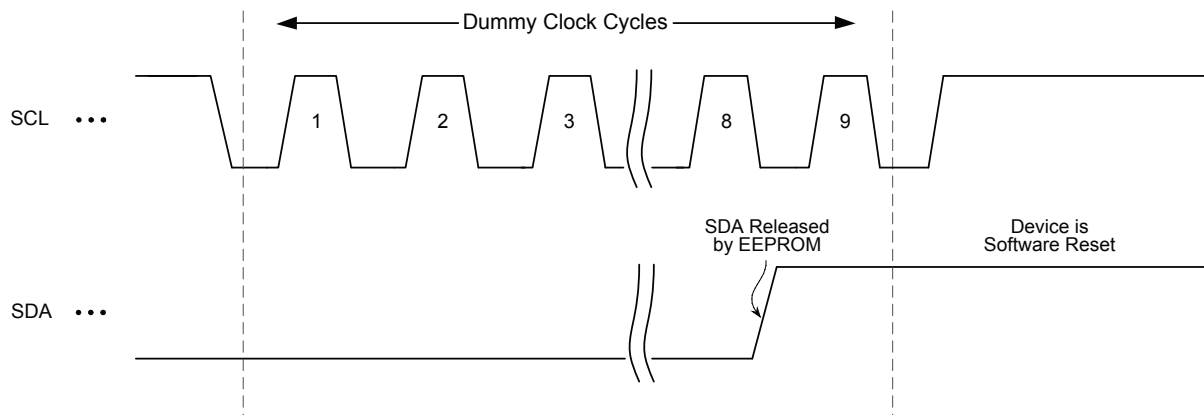 Dummy Clock Cycles
SCL •••
1 2 3 8 9
SDA Released
by EEPROM
Device is
Software Reset
SDA •••